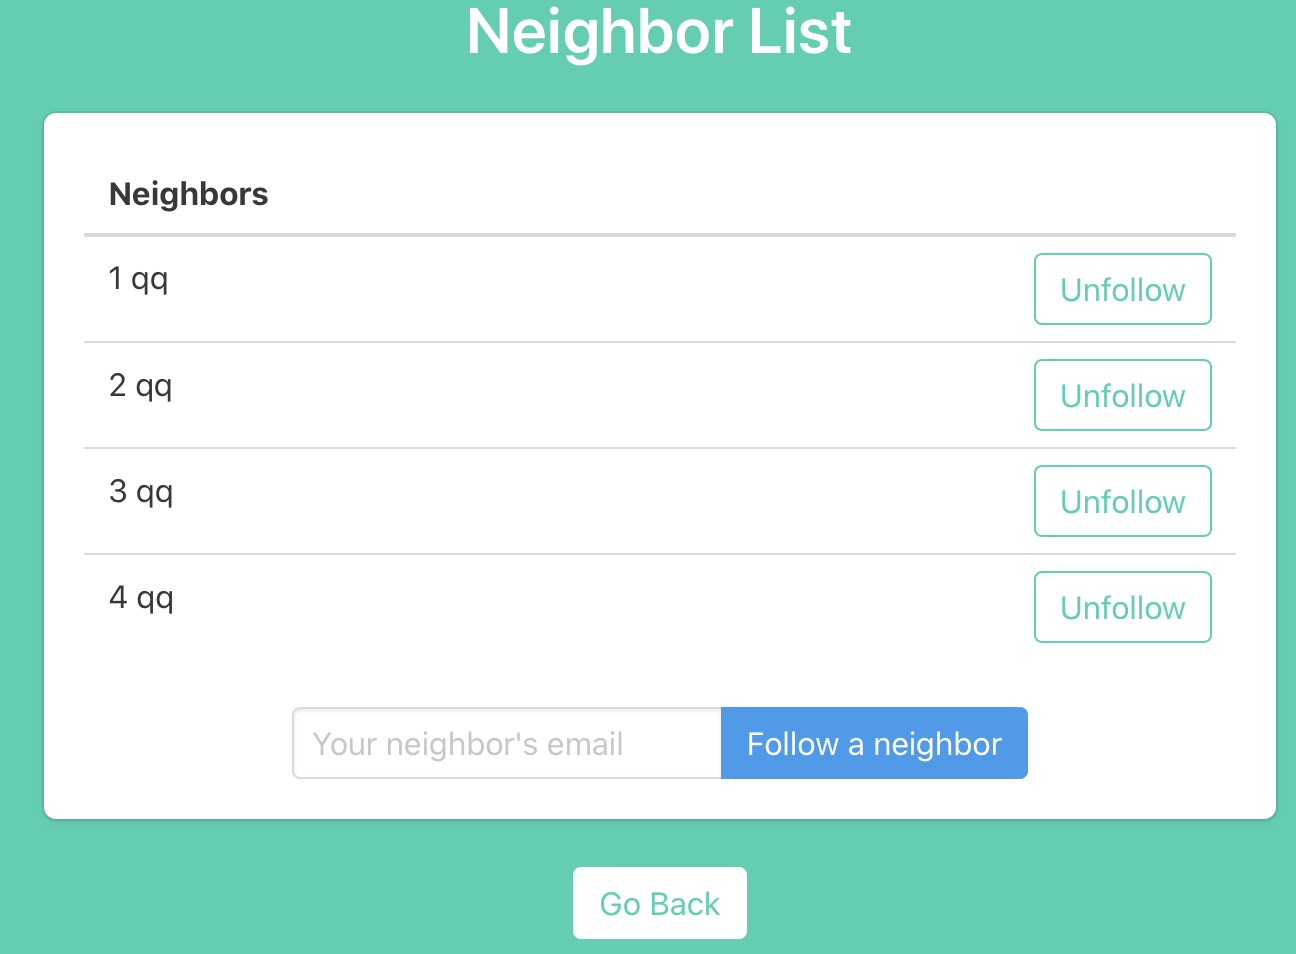 Neighbor List
Neighbors
1 qq
Unfollow
2 qq
Unfollow
3 qq
Unfollow
4 qq
Unfollow
Your neighbor's email
Follow a neighbor
Go Back